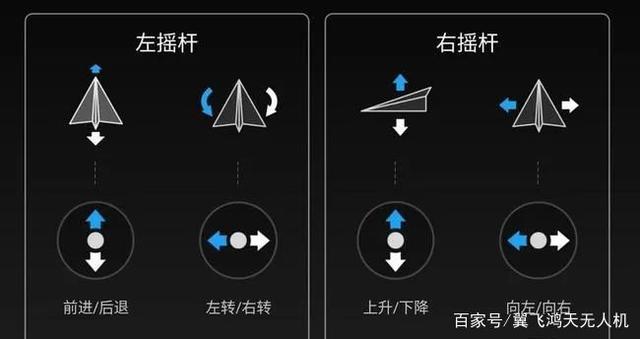 左摇杆
右摇杆
前进/后退
左转/右转
上升/下降
向左/向右
百家号/翼飞鸿天无人机